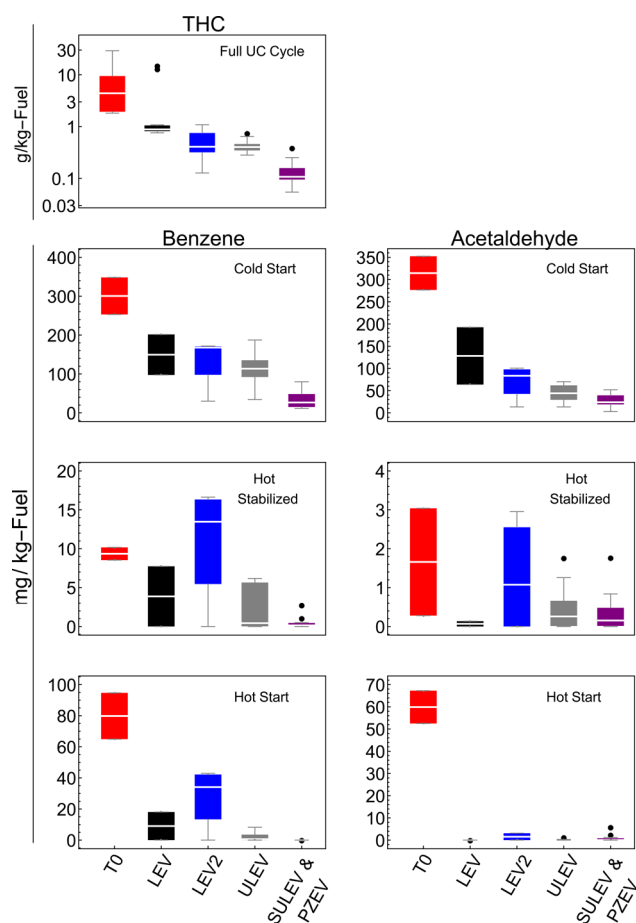 THC
Full UC Cycle
30
10
3
1
0.1
0.03
g/kg-Fuel
Benzene
Cold Start
400
300
200
100
0
Acetaldehyde
Cold Start
350
300
250
200
150
100
50
0
Hot
Stabilized
20
15
10
5
0
Hot
Stabilized
4
3
2
1
0
mg/ kg-Fuel
Hot Start
100
80
60
40
20
0
Hot Start
70
60
50
40
30
20
10
0
T0
LEV
LEV2
ULEV
SULEV &
PZEV
T0
LEV
LEV2
ULEV
SULEV &
PZEV